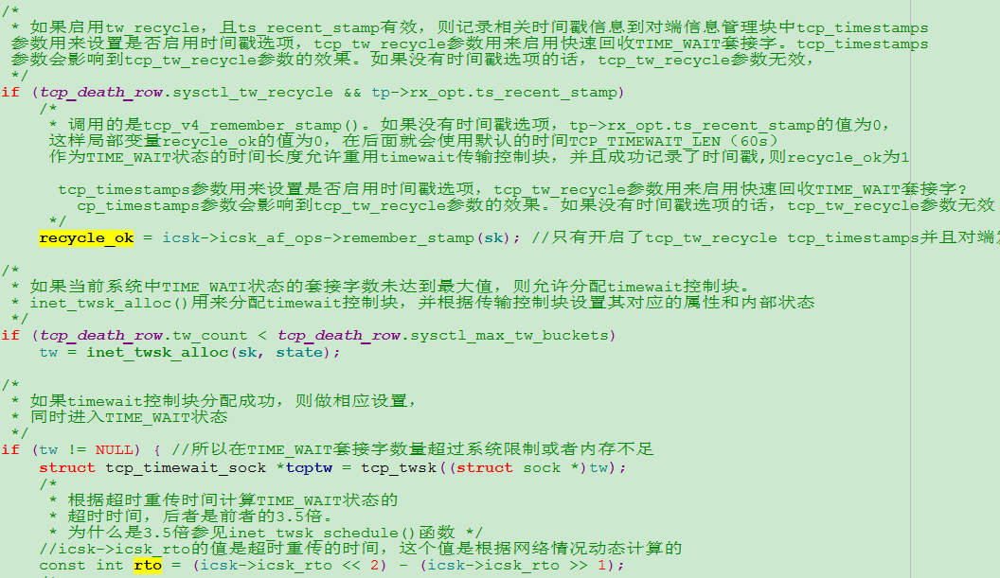 /*
 * 如果启用tw_recycle，且ts_recent_stamp有效，则记录相关时间戳信息到对端信息管理块中tcp_timestamps
 参数用来设置是否启用时间戳选项，tcp_tw_recycle参数用来启用快速回收TIME_WAIT套接字。tcp_timestamps
 参数会影响到tcp_tw_recycle参数的效果。如果没有时间戳选项的话，tcp_tw_recycle参数无效，
 */
if (tcp_death_row.sysctl_tw_recycle && tp->rx_opt.ts_recent_stamp)
    /*
     * 调用的是tcp_v4_remember_stamp()。如果没有时间戳选项，tp->rx_opt.ts_recent_stamp的值为0，
     这样局部变量recycle_ok的值为0，在后面就会使用默认的时间TCP_TIMEWAIT_LEN（60s）
     作为TIME_WAIT状态的时间长度允许重用timewait传输控制块，并且成功记录了时间戳,则recycle_ok为1
      tcp_timestamps参数用来设置是否启用时间戳选项，tcp_tw_recycle参数用来启用快速回收TIME_WAIT套接字?
        cp_timestamps参数会影响到tcp_tw_recycle参数的效果。如果没有时间戳选项的话，tcp_tw_recycle参数无效
     */
    recycle_ok = icsk->icsk_af_ops->remember_stamp(sk); //只有开启了tcp_tw_recycle tcp_timestamps并且对端
/*
 * 如果当前系统中TIME_WATI状态的套接字数未达到最大值，则允许分配timewait控制块。
 * inet_twsk_alloc()用来分配timewait控制块，并根据传输控制块设置其对应的属性和内部状态
 */
if (tcp_death_row.tw_count < tcp_death_row.sysctl_max_tw_buckets)
    tw = inet_twsk_alloc(sk, state);
/*
 * 如果timewait控制块分配成功，则做相应设置，
 * 同时进入TIME_WAIT状态
 */
if (tw != NULL) { //所以在TIME_WAIT套接字数量超过系统限制或者内存不足
    struct tcp_timewait_sock *tcptw = tcp_twsk((struct sock *)tw);
    /*
     * 根据超时重传时间计算TIME_WAIT状态的
     * 超时时间，后者是前者的3.5倍。
     * 为什么是3.5倍参见inet_twsk_schedule()函数 */
    //icsk->icsk_rto的值是超时重传的时间，这个值是根据网络情况动态计算的
    const int rto = (icsk->icsk_rto << 2) - (icsk->icsk_rto >> 1);